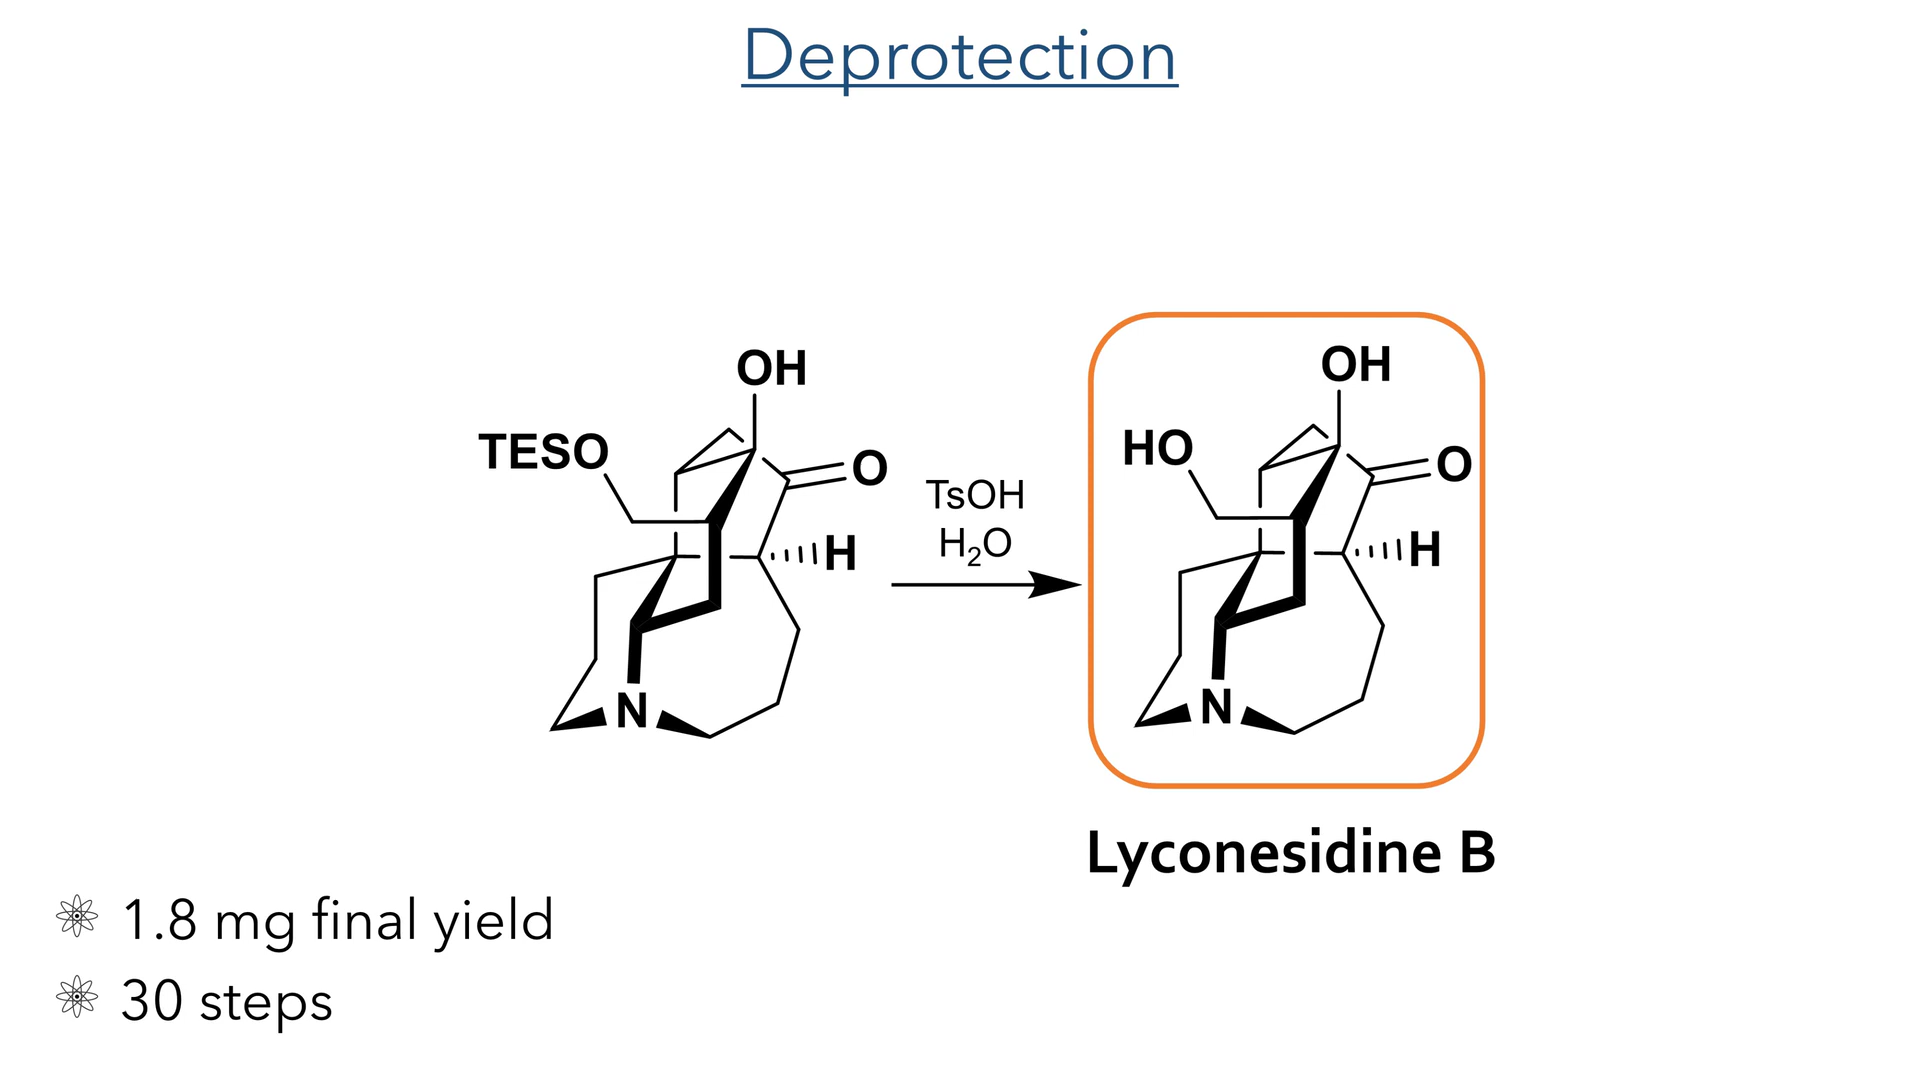 Deprotection
OH
TESO
O
H
N
TsOH
H₂O
OH
HO
O
H
N
Lyconesidine B
1.8 mg final yield
30 steps